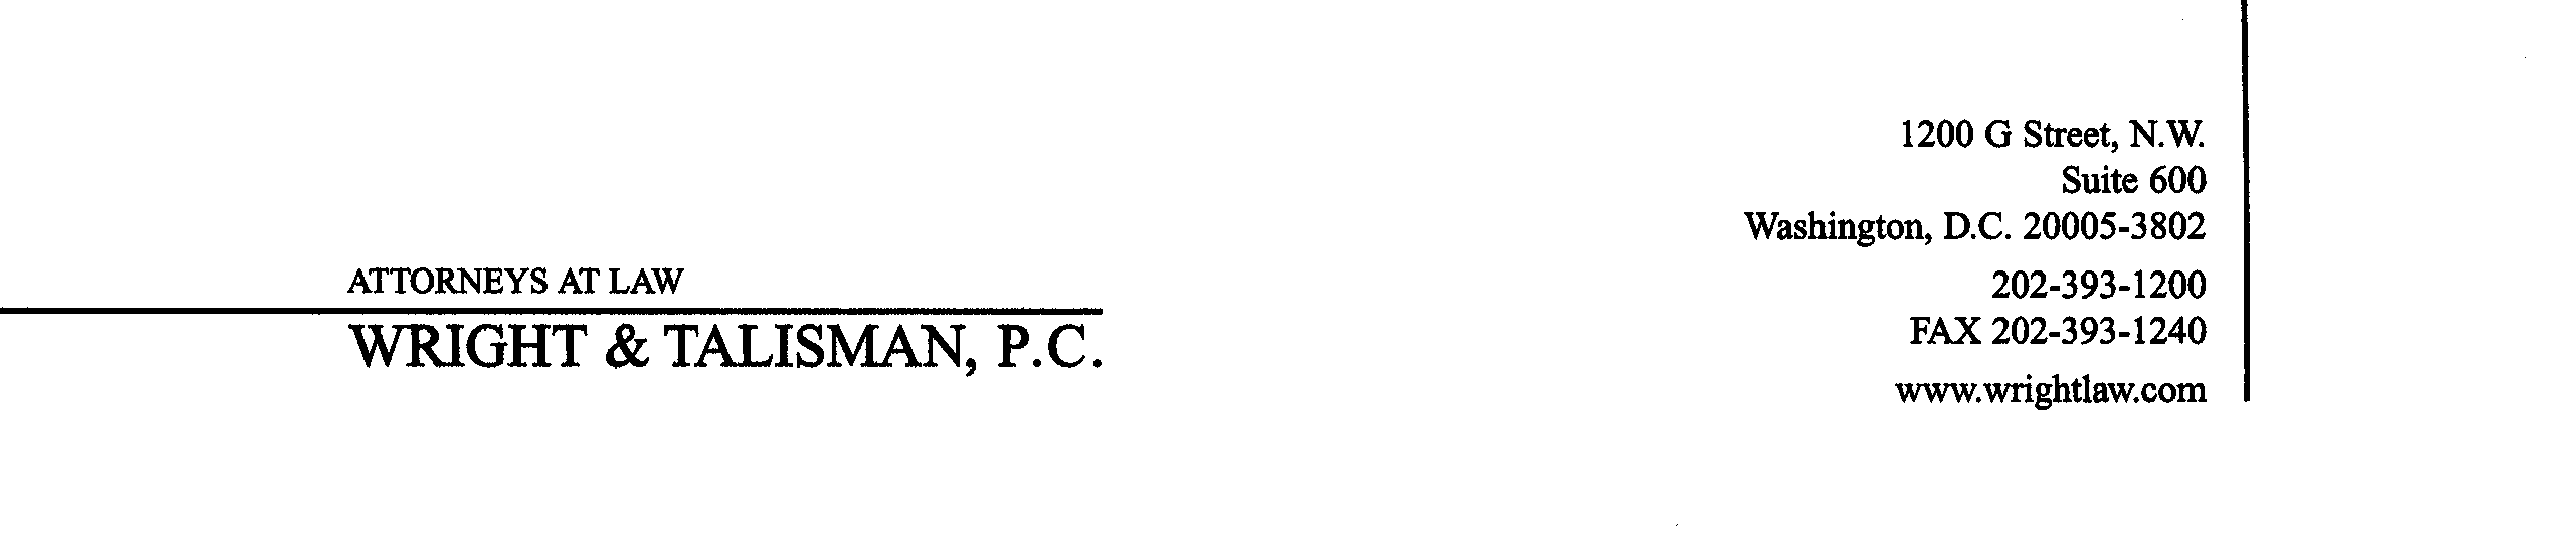 ATTORNEYS AT LAW
WRIGHT & TALISMAN, P.C.
1200 G Street, N.W.
Suite 600
Washington, D.C. 20005-3802
202-393-1200
FAX 202-393-1240
www.wrightlaw.com